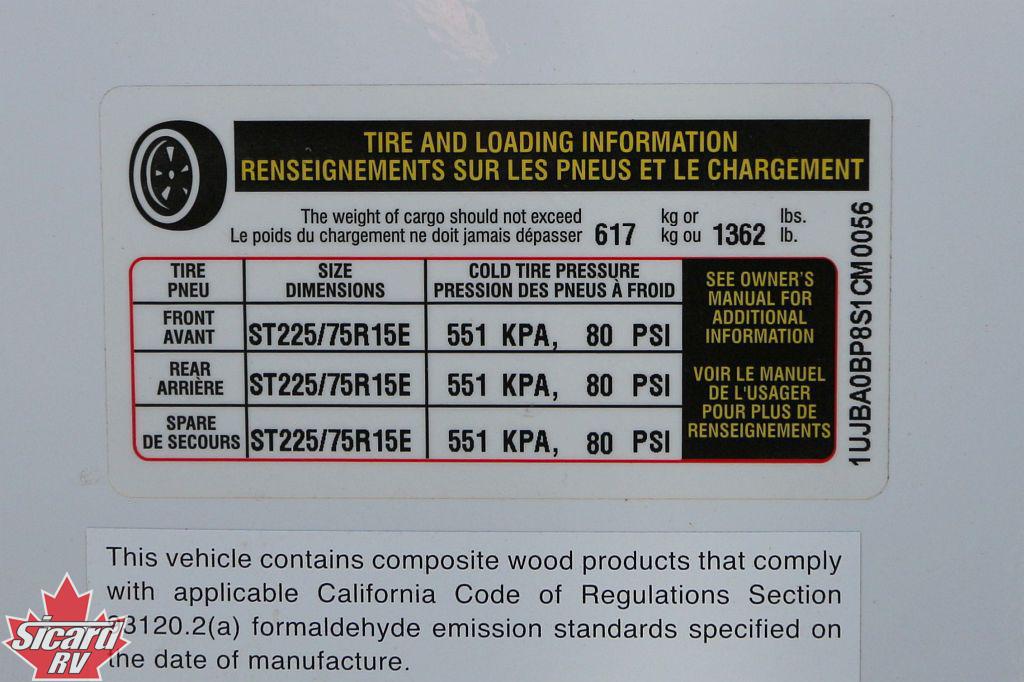 TIRE AND LOADING INFORMATION
RENSEIGNEMENTS SUR LES PNEUS ET LE CHARGEMENT
The weight of cargo should not exceed 617 kg or 1362 lbs.
Le poids du chargement ne doit jamais dépasser kg ou lb.
TIRE SIZE COLD TIRE PRESSURE
PNEU DIMENSIONS PRESSION DES PNEUS À FROID
FRONT
AVANT ST225/75R15E 551 KPA, 80 PSI
REAR
ARRIÈRE ST225/75R15E 551 KPA, 80 PSI
SPARE
DE SECOURS ST225/75R15E 551 KPA, 80 PSI
SEE OWNER'S
MANUAL FOR
ADDITIONAL
INFORMATION
VOIR LE MANUEL
DE L'USAGER
POUR PLUS DE
RENSEIGNEMENTS
1UJBA0BP8S1CM0056
This vehicle contains composite wood products that comply
with applicable California Code of Regulations Section
93120.2(a) formaldehyde emission standards specified on
the date of manufacture.
Sicard
RV